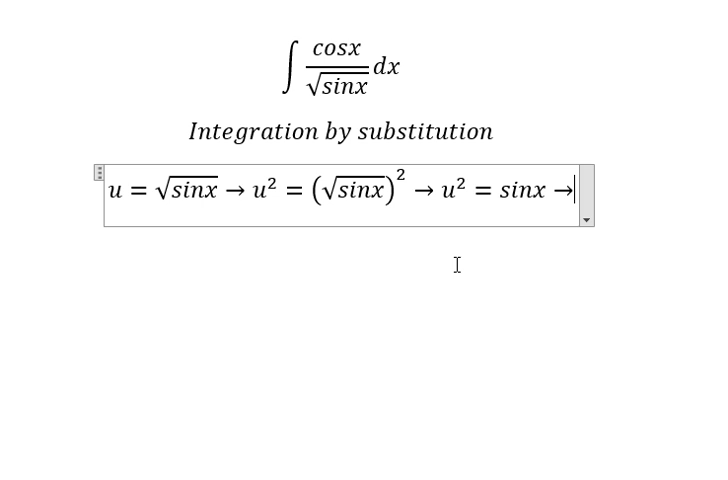 ∫ cosx/√sinx dx
Integration by substitution
u = √sinx → u² = (√sinx)² → u² = sinx →